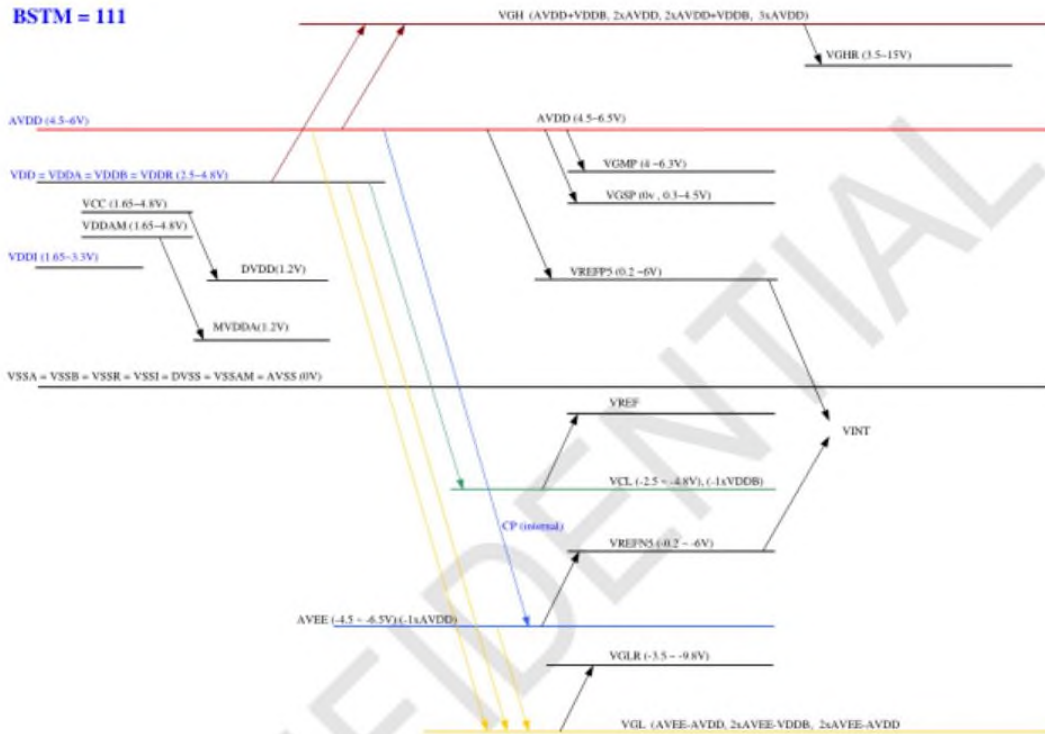 BSTM = 111
VGH (AVDD+VDDB, 2xAVDD, 2xAVDD+VDDB, 3xAVDD)
VGHR (3.5~15V)
AVDD (4.5~6V)
AVDD (4.5~6.5V)
VGMP (4 ~6.3V)
VDD = VDDA = VDDB = VDDR (2.5~4.8V)
VGSP (0v , 0.3~4.5V)
VCC (1.65~4.8V)
VDDAM (1.65~4.8V)
VDDI (1.65~3.3V)
DVDD(1.2V)
VREFP5 (0.2 ~6V)
MVDDA(1.2V)
VSSA = VSSB = VSSR = VSSI = DVSS = VSSAM = AVSS (0V)
VREF
VINT
VCL (-2.5 ~ -4.8V), (-1xVDDB)
CP (internal)
VREFN5 (-0.2 ~ -6V)
AVEE (-4.5 ~ -6.5V) (-1xAVDD)
VGLR (-3.5 ~ -9.8V)
VGL (AVEE-AVDD, 2xAVEE-VDDB, 2xAVEE-AVDD
FIDENTIAL